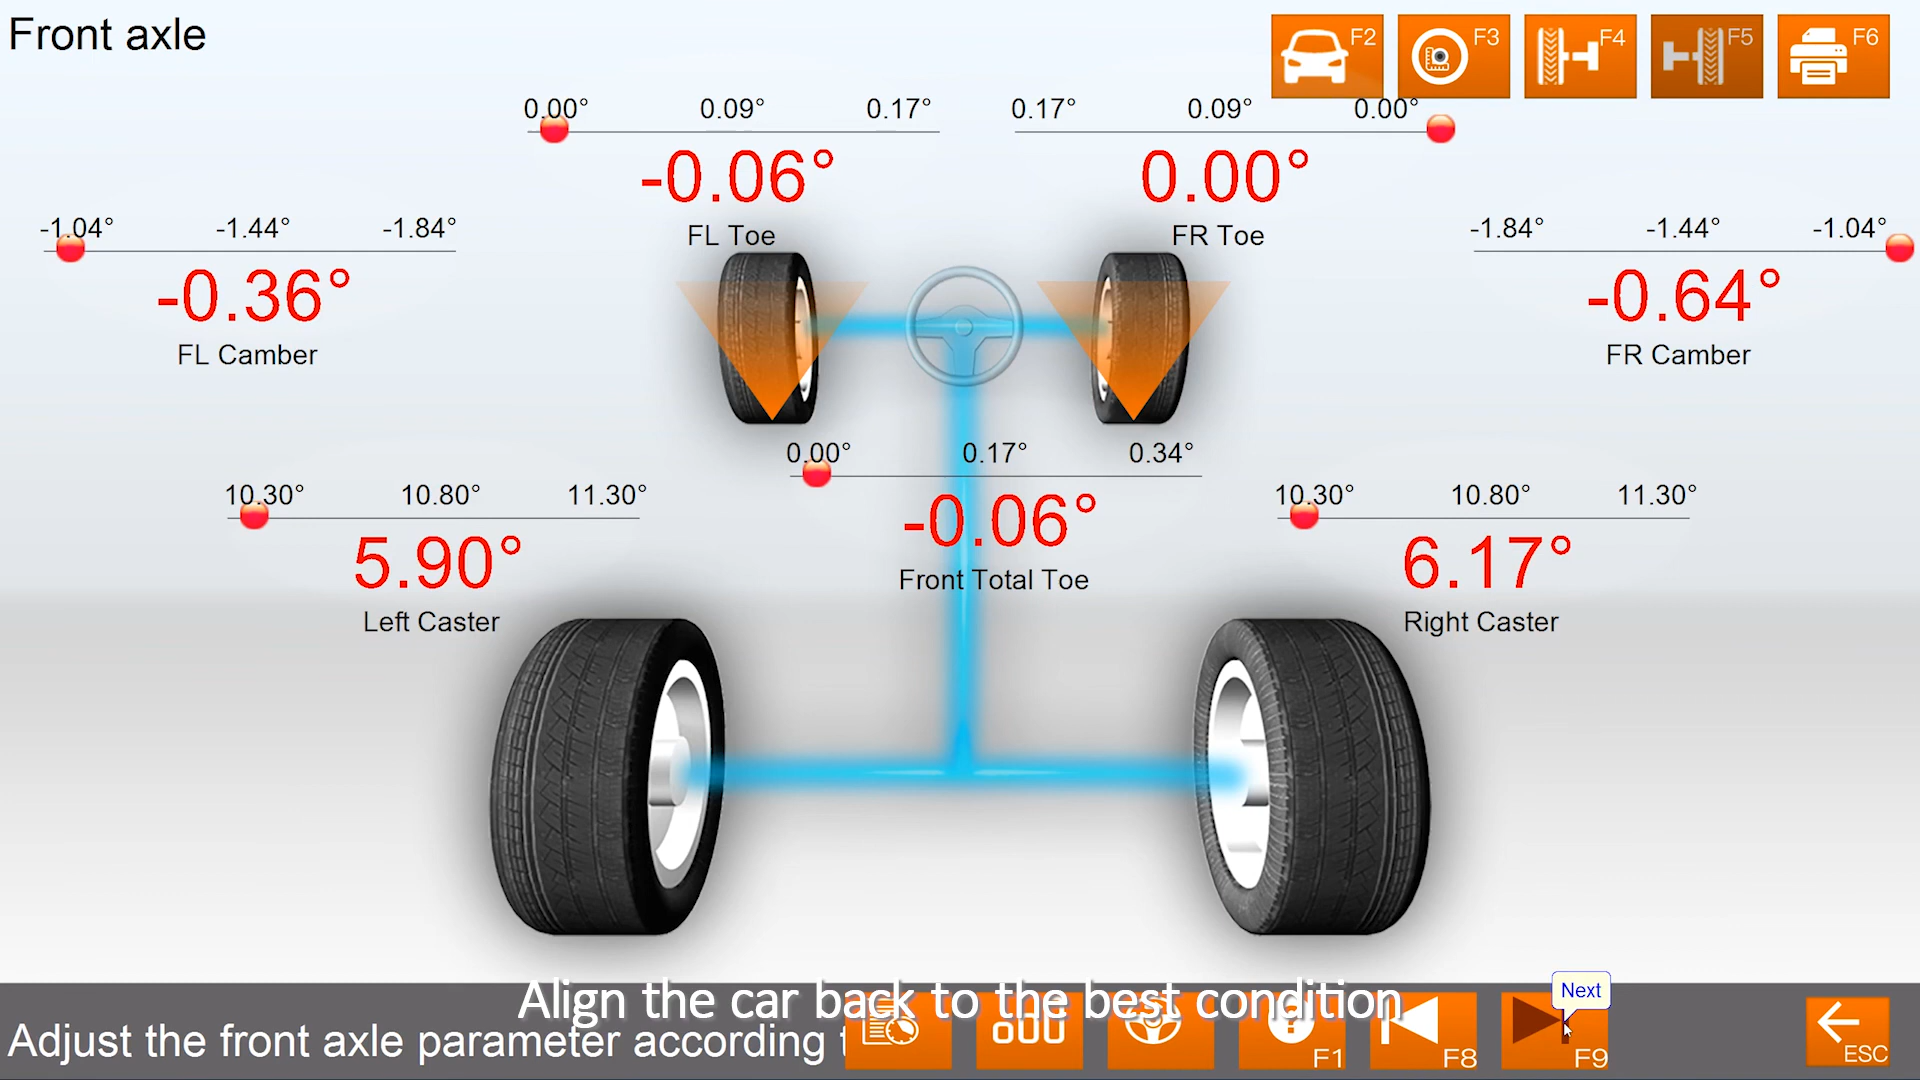 Front axle
F2
F3
F4
F5
F6
0.00° 0.09° 0.17°
-0.06°
FL Toe
0.17° 0.09° 0.00°
0.00°
FR Toe
-1.04° -1.44° -1.84°
-0.36°
FL Camber
-1.84° -1.44° -1.04°
-0.64°
FR Camber
0.00° 0.17° 0.34°
-0.06°
Front Total Toe
10.30° 10.80° 11.30°
5.90°
Left Caster
10.30° 10.80° 11.30°
6.17°
Right Caster
Align the car back to the best condition
Next
Adjust the front axle parameter according
F1
F8
F9
ESC